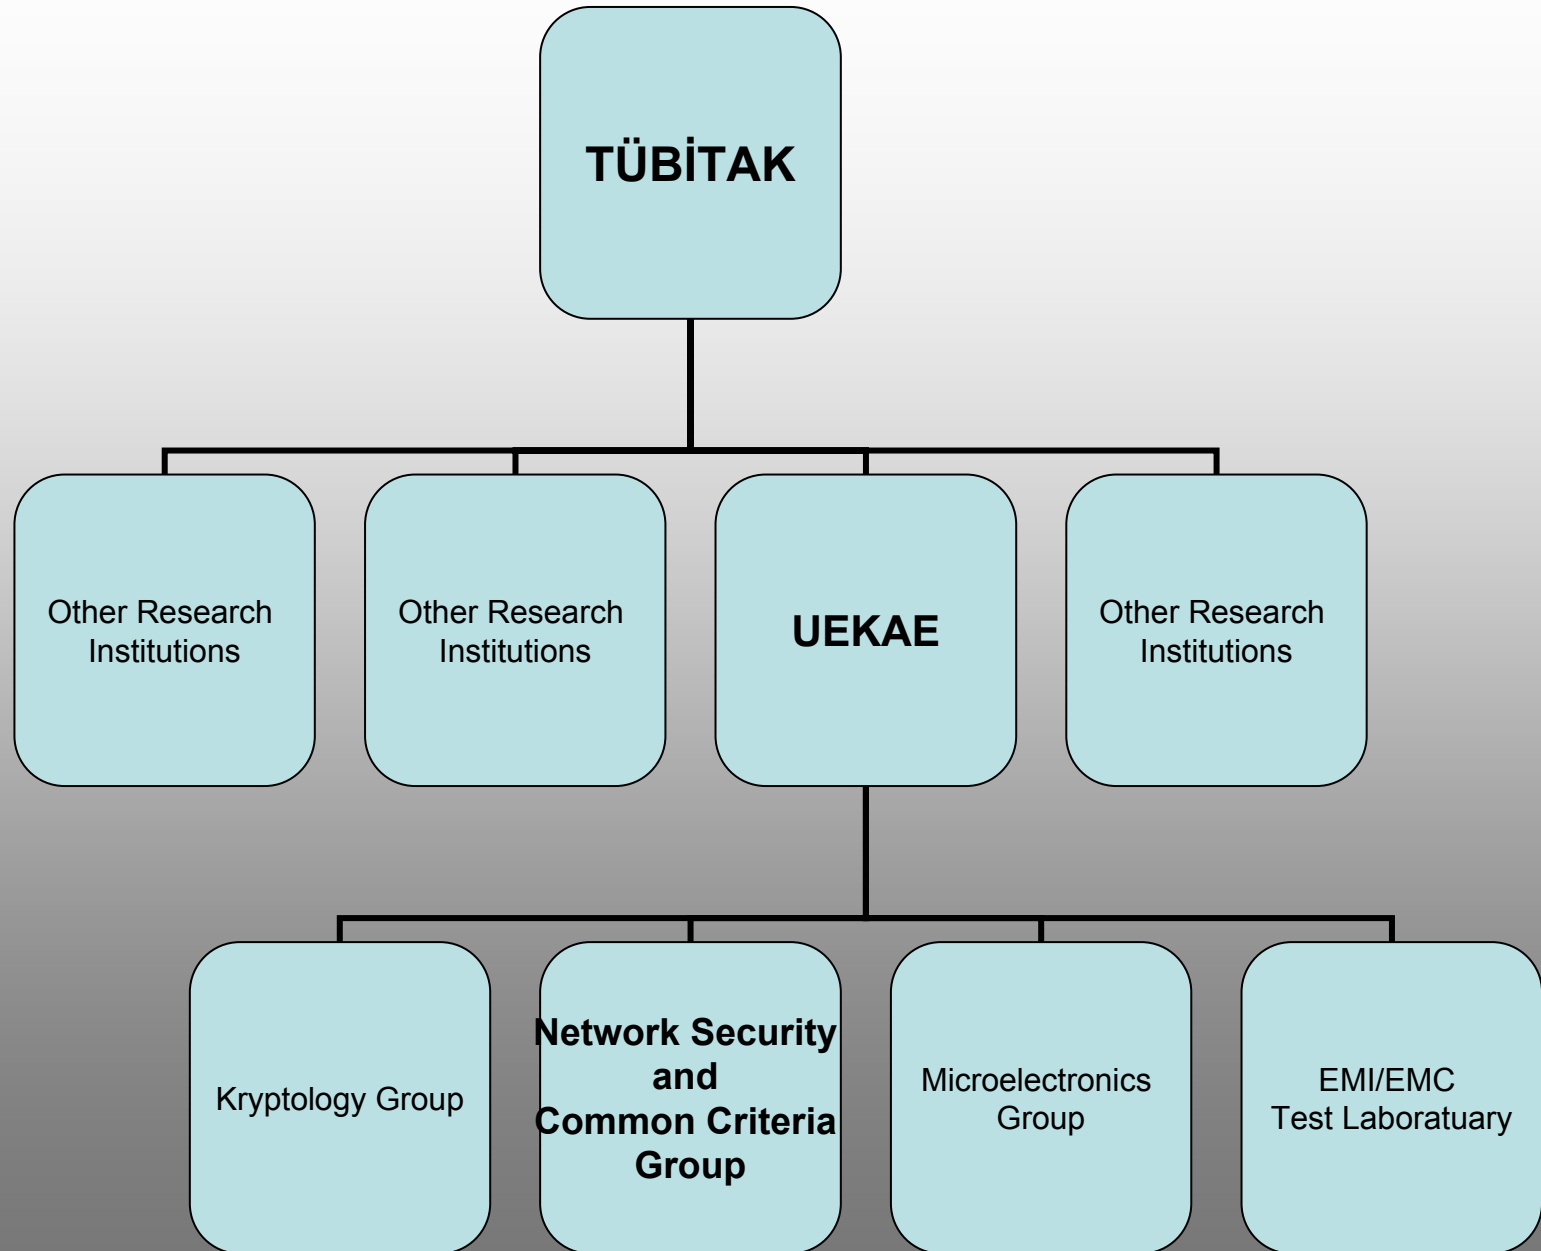 TÜBİTAK
Other Research
Institutions
Other Research
Institutions
UEKAE
Other Research
Institutions
Kryptology Group
Network Security
and
Common Criteria
Group
Microelectronics
Group
EMI/EMC
Test Laboratuary